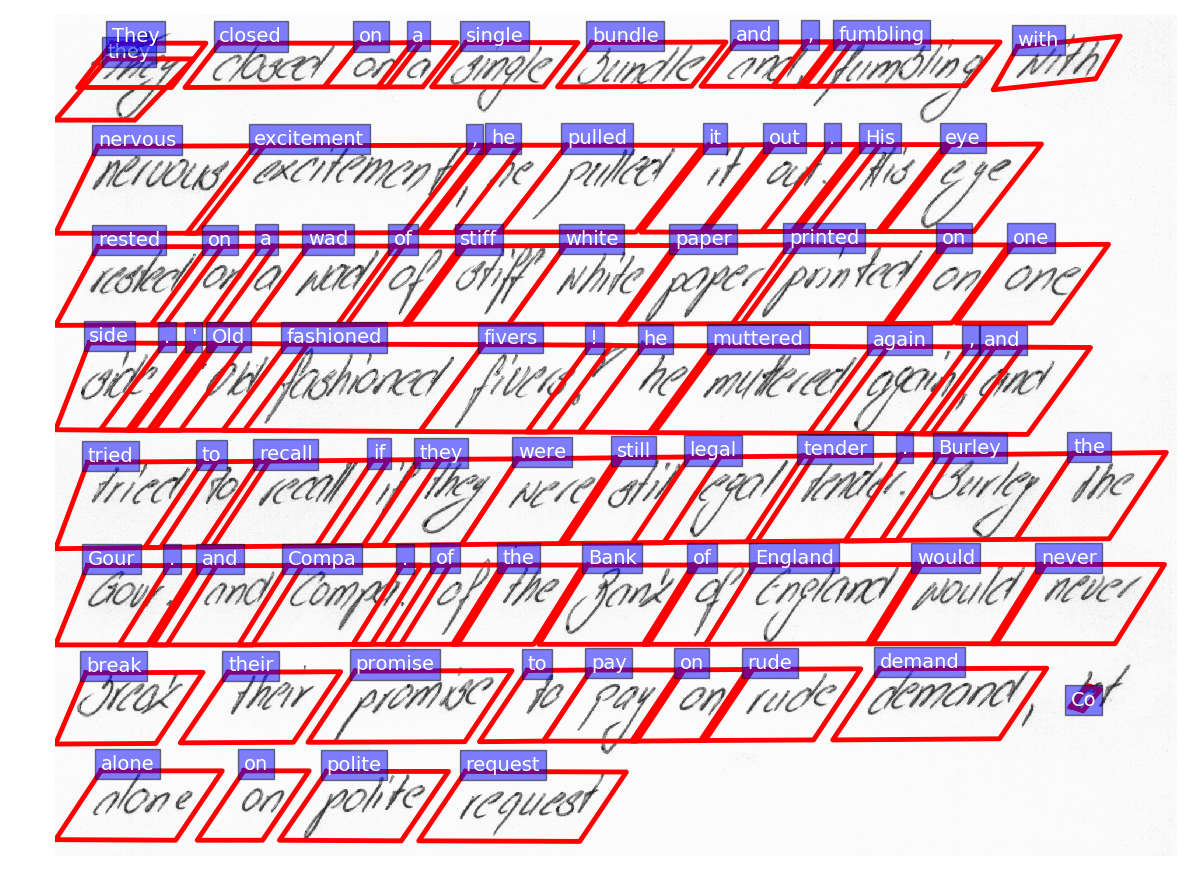 They closed on a single bundle and, fumbling with
nervous excitement, he pulled it out. His eye
rested on a wad of stiff white paper printed on one
side. 'Old fashioned fivers!' he muttered again, and
tried to recall if they were still legal tender. Burley the
Gour. and Compa. of the Bank of England would never
break their promise to pay on rude demand, let
alone on polite request